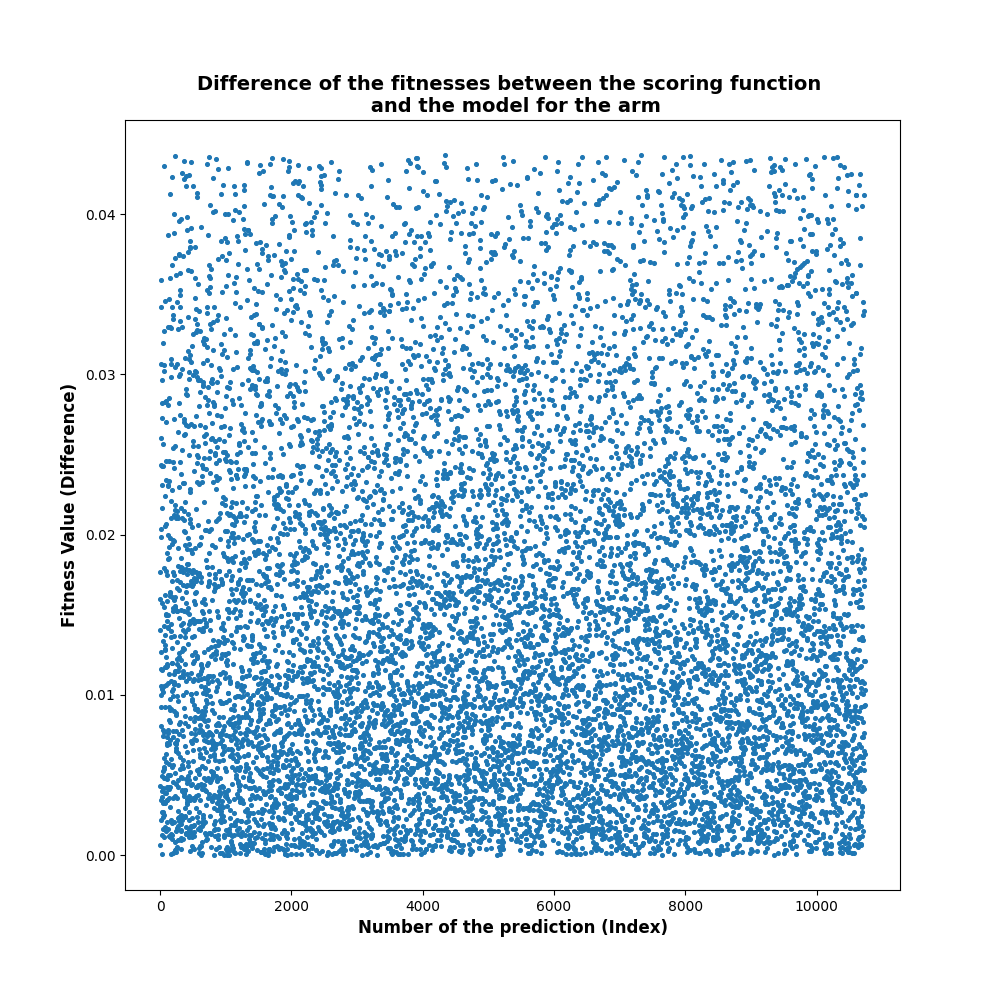 Difference of the fitnesses between the scoring function
and the model for the arm
0.04
0.03
0.02
0.01
0.00
Fitness Value (Difference)
0 2000 4000 6000 8000 10000
Number of the prediction (Index)